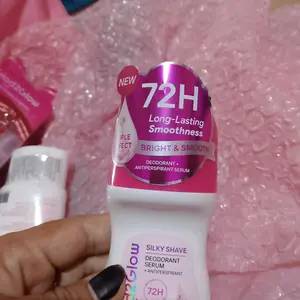 NEW
72H
Long-Lasting
Smoothness
BRIGHT & SMOOTH
DEODORANT +
ANTIPERSPIRANT SERUM
SILKY SHAVE
DEODORANT
SERUM
+ ANTIPERSPIRANT
72H